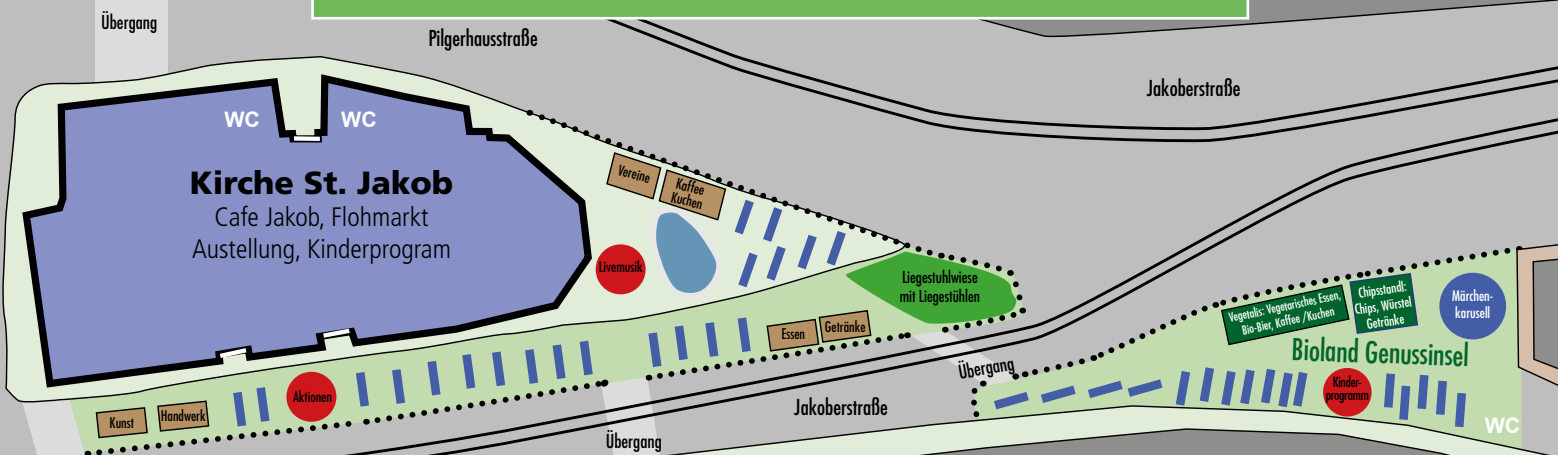 Übergang
Pilgerhausstraße
Jakoberstraße
WC
WC
Kirche St. Jakob
Cafe Jakob, Flohmarkt
Austellung, Kinderprogram
Vereine
Kaffee
Kuchen
Livemusik
Liegestuhlwiese
mit Liegestühlen
Essen
Getränke
Aktionen
Kunst
Handwerk
Übergang
Jakoberstraße
Übergang
Vegetalis: Vegetarisches Essen,
Bio-Bier, Kaffee /Kuchen
Chipsstandl:
Chips, Würstel
Getränke
Märchen-
karusell
Bioland Genussinsel
Kinder-
programm
WC